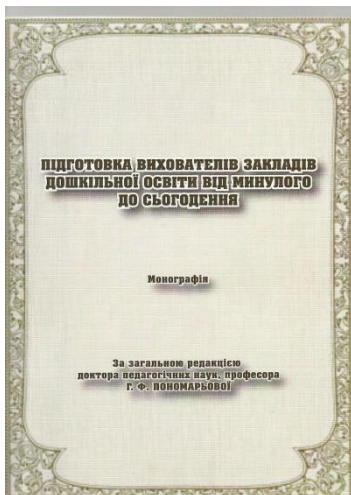 ПІДГОТОВКА ВИХОВАТЕЛІВ ЗАКЛАДІВ
ДОШКІЛЬНОЇ ОСВІТИ ВІД МИНУЛОГО
ДО СЬОГОДЕННЯ
Монографія
За загальною редакцією
доктора педагогічних наук, професора
Г. Ф. ПОНОМАРЬОВОЇ